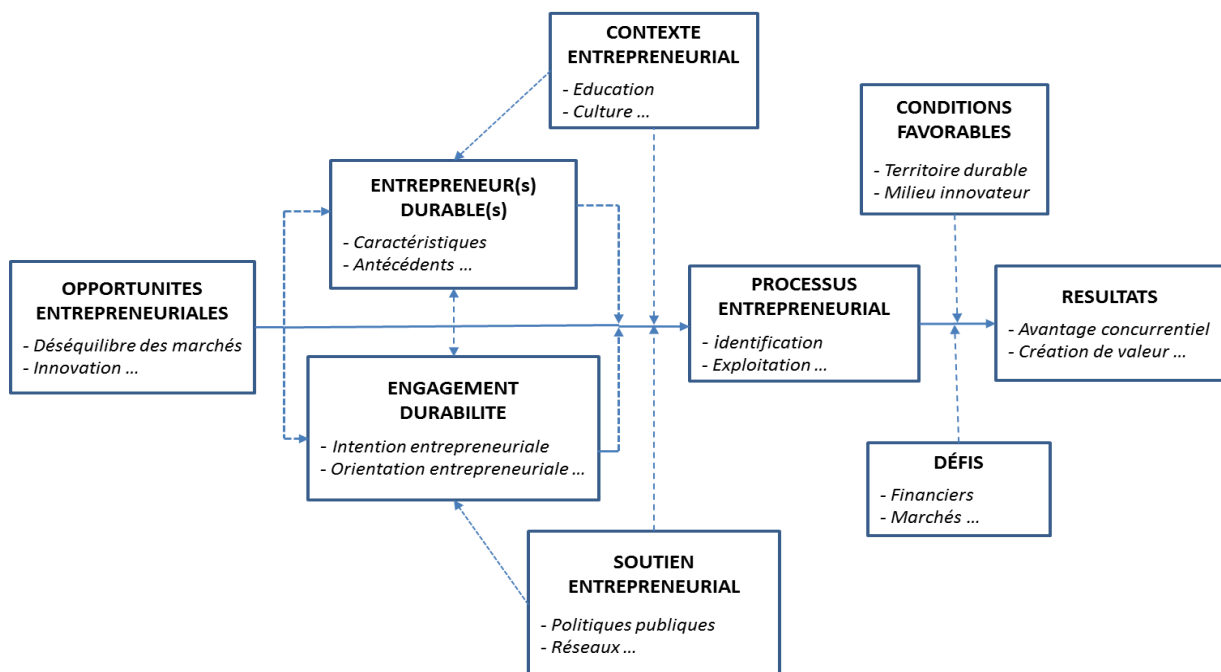 CONTEXTE
ENTREPRENEURIAL
- Education
- Culture ...
CONDITIONS
FAVORABLES
- Territoire durable
- Milieu innovateur
ENTREPRENEUR(s)
DURABLE(s)
- Caractéristiques
- Antécédents ...
OPPORTUNITES
ENTREPRENEURIALES
- Déséquilibre des marchés
- Innovation ...
PROCESSUS
ENTREPRENEURIAL
- identification
- Exploitation ...
RESULTATS
- Avantage concurrentiel
- Création de valeur ...
ENGAGEMENT
DURABILITE
- Intention entrepreneuriale
- Orientation entrepreneuriale ...
DÉFIS
- Financiers
- Marchés ...
SOUTIEN
ENTREPRENEURIAL
- Politiques publiques
- Réseaux ...